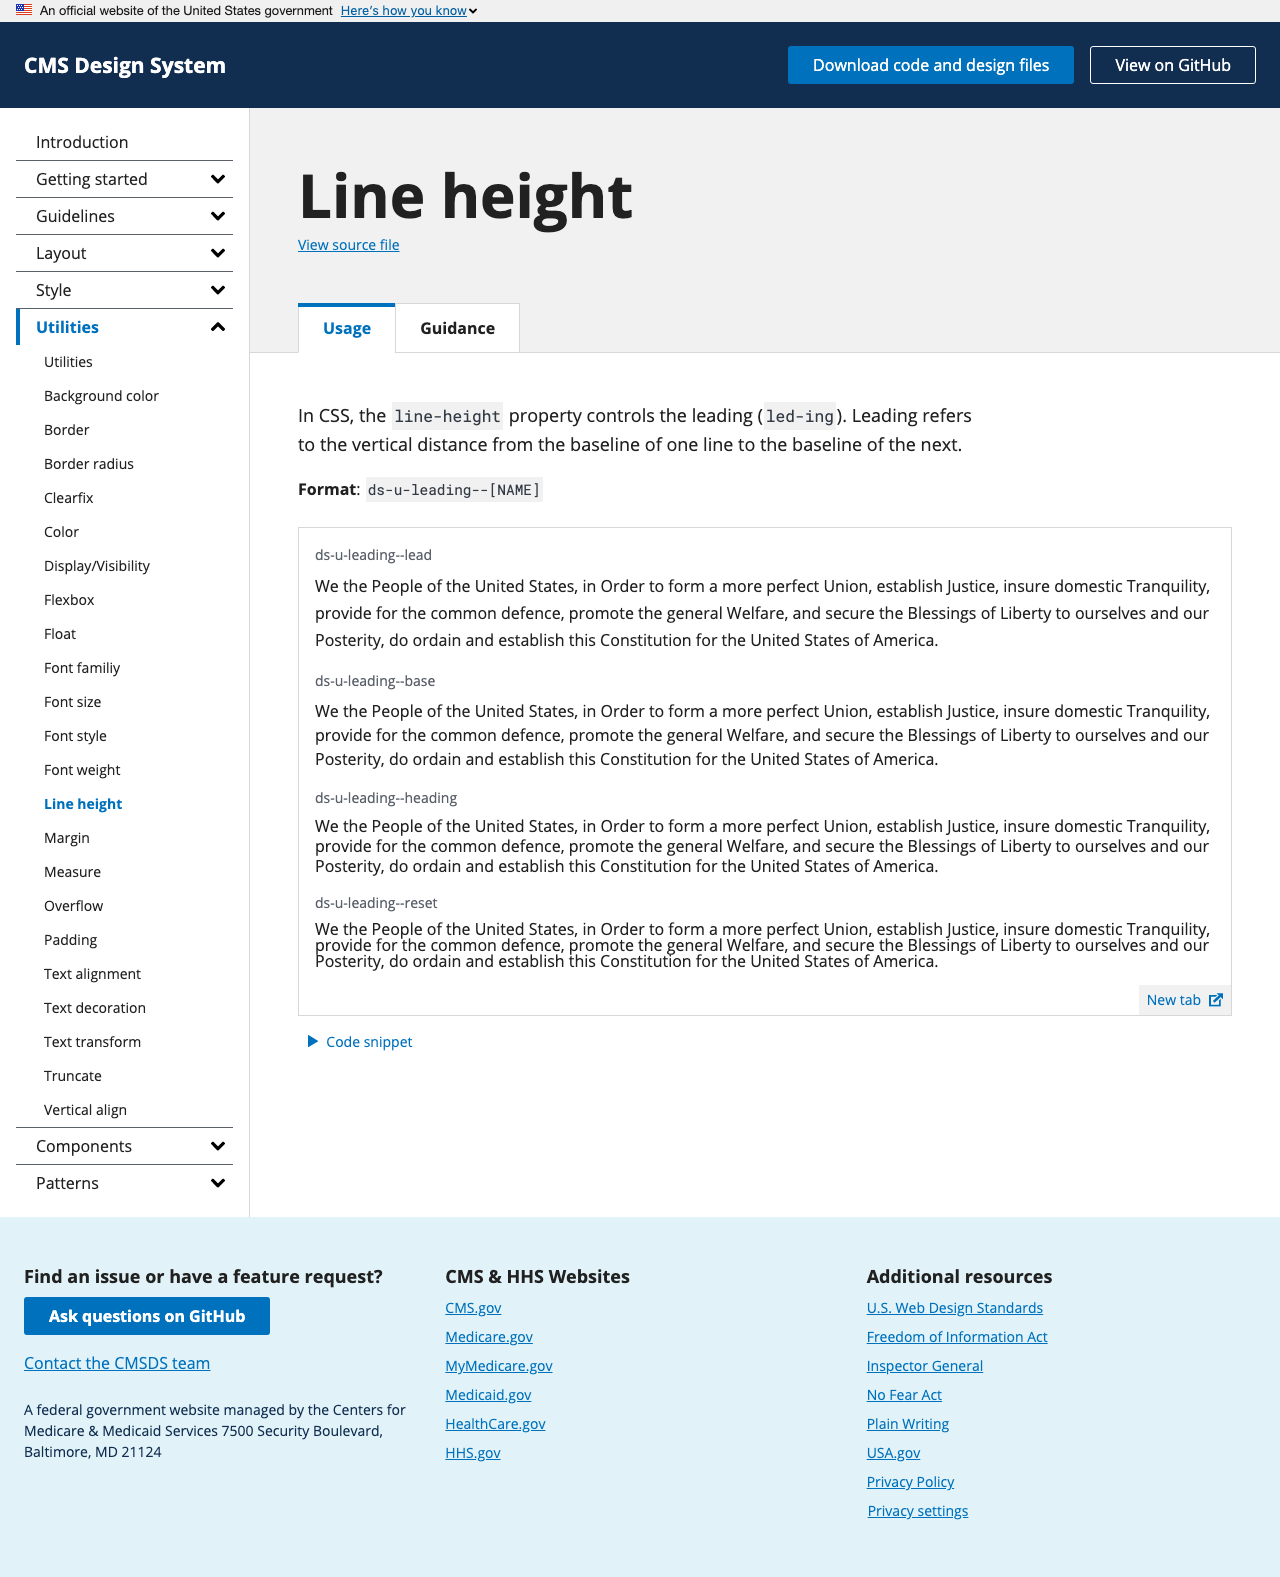 An official website of the United States government Here's how you know
CMS Design System
Download code and design files
View on GitHub
Introduction
Getting started
Guidelines
Layout
Style
Utilities
Utilities
Background color
Border
Border radius
Clearfix
Color
Display/Visibility
Flexbox
Float
Font familiy
Font size
Font style
Font weight
Line height
Margin
Measure
Overflow
Padding
Text alignment
Text decoration
Text transform
Truncate
Vertical align
Components
Patterns
Line height
View source file
Usage
Guidance
In CSS, the line-height property controls the leading (led-ing). Leading refers
to the vertical distance from the baseline of one line to the baseline of the next.
Format: ds-u-leading--[NAME]
ds-u-leading--lead
We the People of the United States, in Order to form a more perfect Union, establish Justice, insure domestic Tranquility,
provide for the common defence, promote the general Welfare, and secure the Blessings of Liberty to ourselves and our
Posterity, do ordain and establish this Constitution for the United States of America.
ds-u-leading--base
We the People of the United States, in Order to form a more perfect Union, establish Justice, insure domestic Tranquility,
provide for the common defence, promote the general Welfare, and secure the Blessings of Liberty to ourselves and our
Posterity, do ordain and establish this Constitution for the United States of America.
ds-u-leading--heading
We the People of the United States, in Order to form a more perfect Union, establish Justice, insure domestic Tranquility,
provide for the common defence, promote the general Welfare, and secure the Blessings of Liberty to ourselves and our
Posterity, do ordain and establish this Constitution for the United States of America.
ds-u-leading--reset
We the People of the United States, in Order to form a more perfect Union, establish Justice, insure domestic Tranquility,
provide for the common defence, promote the general Welfare, and secure the Blessings of Liberty to ourselves and our
Posterity, do ordain and establish this Constitution for the United States of America.
New tab
Code snippet
Find an issue or have a feature request?
Ask questions on GitHub
Contact the CMSDS team
A federal government website managed by the Centers for
Medicare & Medicaid Services 7500 Security Boulevard,
Baltimore, MD 21124
CMS & HHS Websites
CMS.gov
Medicare.gov
MyMedicare.gov
Medicaid.gov
HealthCare.gov
HHS.gov
Additional resources
U.S. Web Design Standards
Freedom of Information Act
Inspector General
No Fear Act
Plain Writing
USA.gov
Privacy Policy
Privacy settings